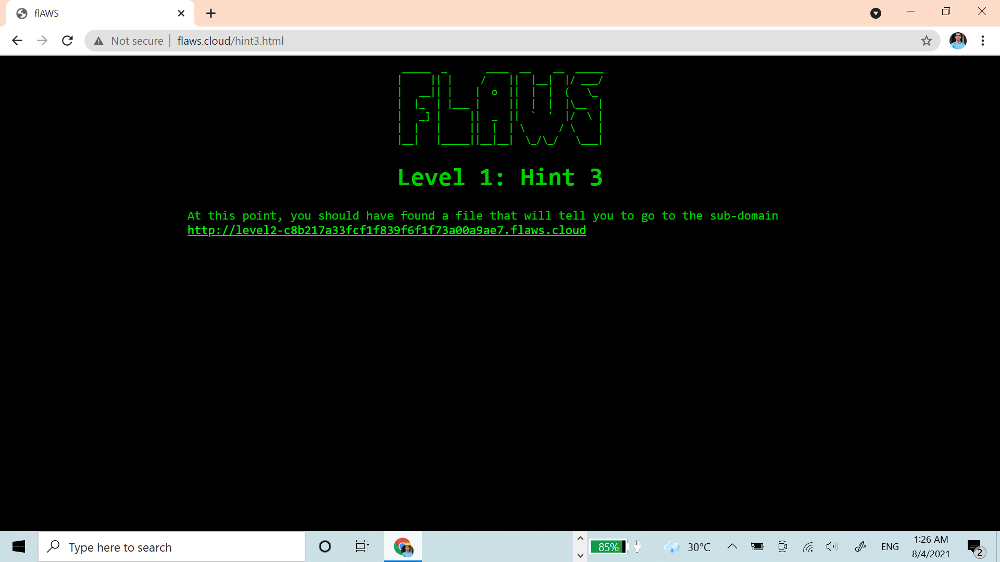 flAWS
Not secure
flaws.cloud/hint3.html
FLAWS
Level 1: Hint 3
At this point, you should have found a file that will tell you to go to the sub-domain
http://level2-c8b217a33fcf1f839f6f1f73a00a9ae7.flaws.cloud
Type here to search
85%
30°C
ENG
1:26 AM
8/4/2021
2